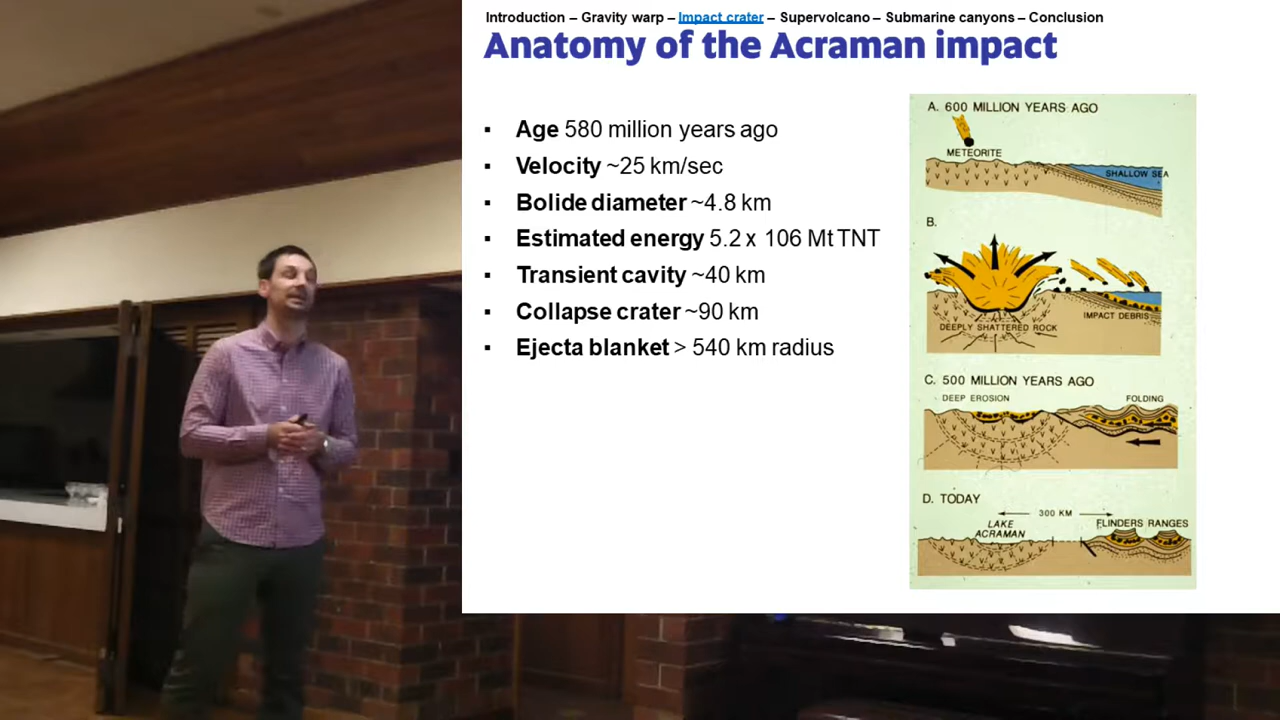 Introduction – Gravity warp – Impact crater – Supervolcano – Submarine canyons – Conclusion
Anatomy of the Acraman impact
▪ Age 580 million years ago
▪ Velocity ~25 km/sec
▪ Bolide diameter ~4.8 km
▪ Estimated energy 5.2 x 106 Mt TNT
▪ Transient cavity ~40 km
▪ Collapse crater ~90 km
▪ Ejecta blanket > 540 km radius
A. 600 MILLION YEARS AGO
METEORITE
SHALLOW SEA
B.
IMPACT DEBRIS
DEEPLY SHATTERED ROCK
C. 500 MILLION YEARS AGO
DEEP EROSION
FOLDING
D. TODAY
300 KM
LAKE
ACRAMAN
FLINDERS RANGES